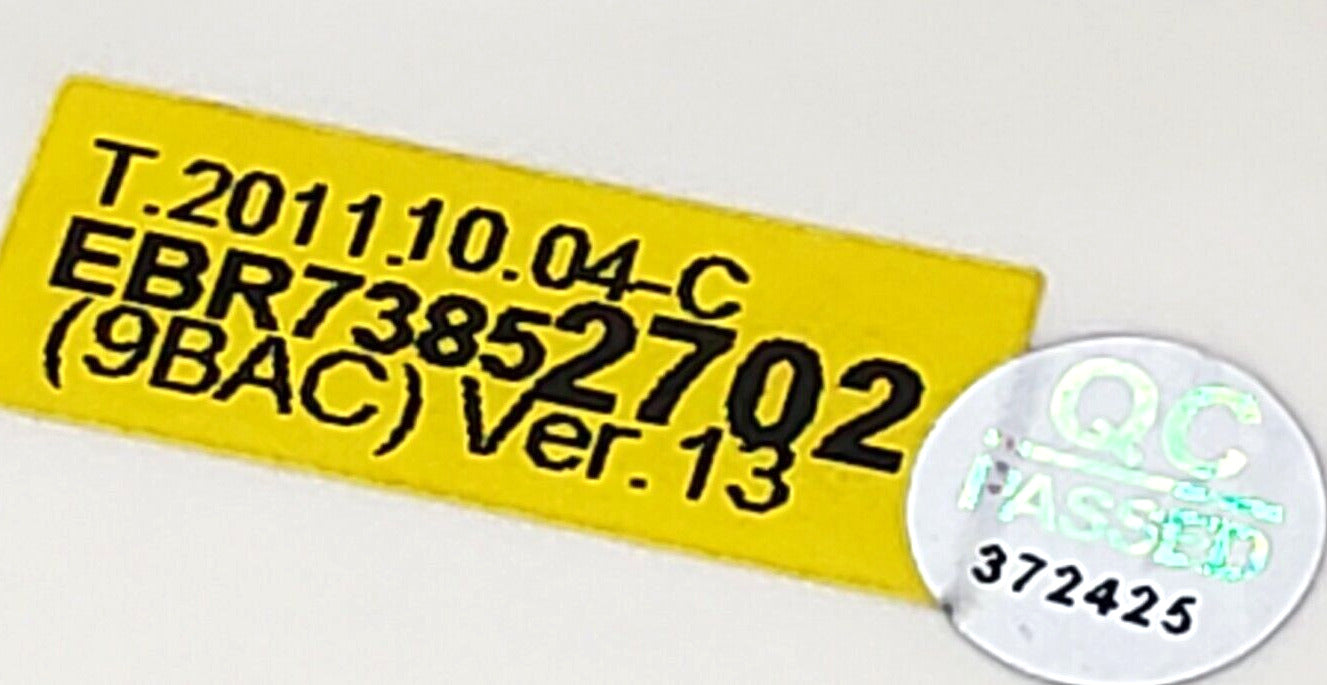 T.2011.10.04-C
EBR73852702
(9BAC) Ver.13
QC
PASSED
372425